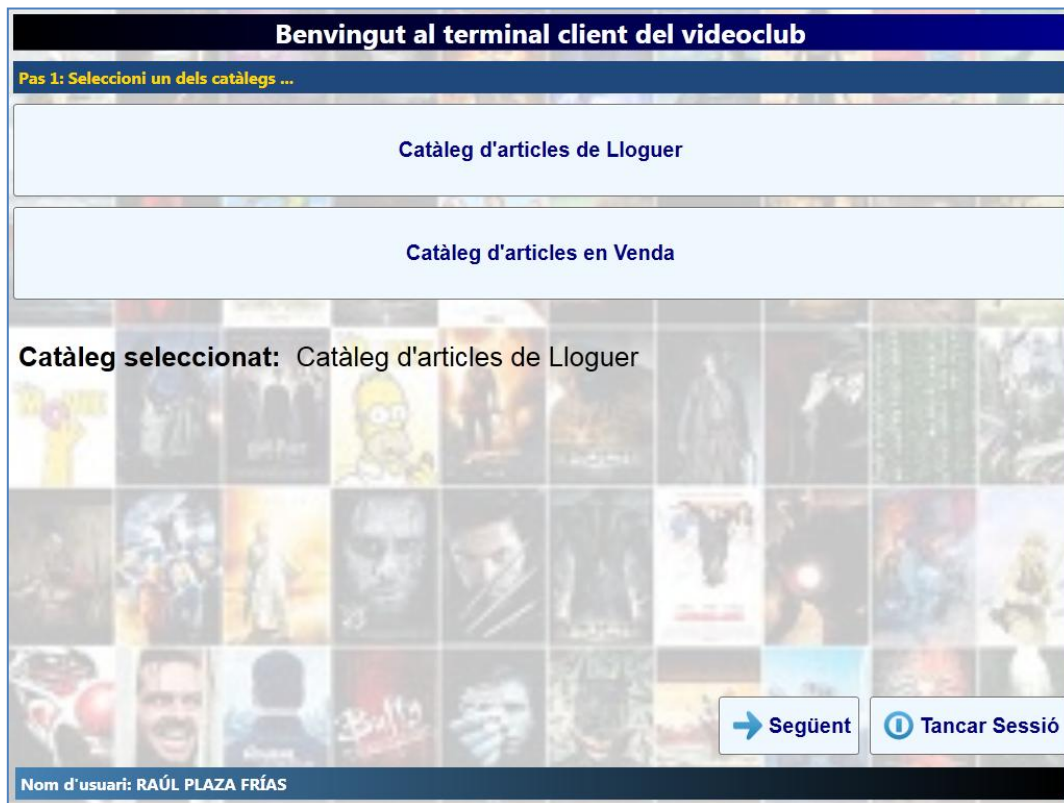 Benvingut al terminal client del videoclub
Pas 1: Seleccioni un dels catàlegs ...
Catàleg d'articles de Lloguer
Catàleg d'articles en Venda
Catàleg seleccionat: Catàleg d'articles de Lloguer
Següent
Tancar Sessió
Nom d'usuari: RAÚL PLAZA FRÍAS